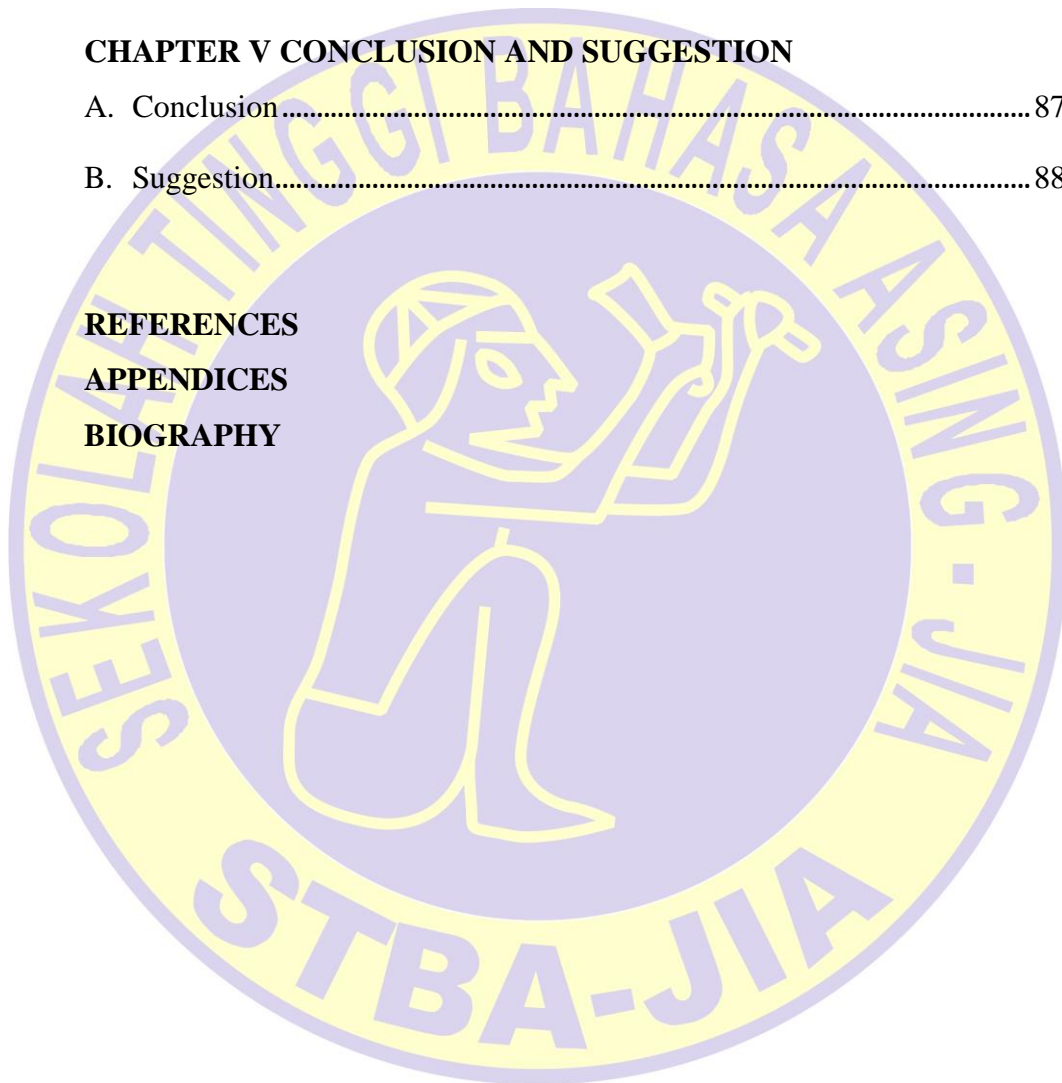 CHAPTER V CONCLUSION AND SUGGESTION
A. Conclusion ........................................................................................ 87
B. Suggestion......................................................................................... 88
REFERENCES
APPENDICES
BIOGRAPHY
SEKOLAH TINGGI BAHASA ASING - JIA
STBA-JIA